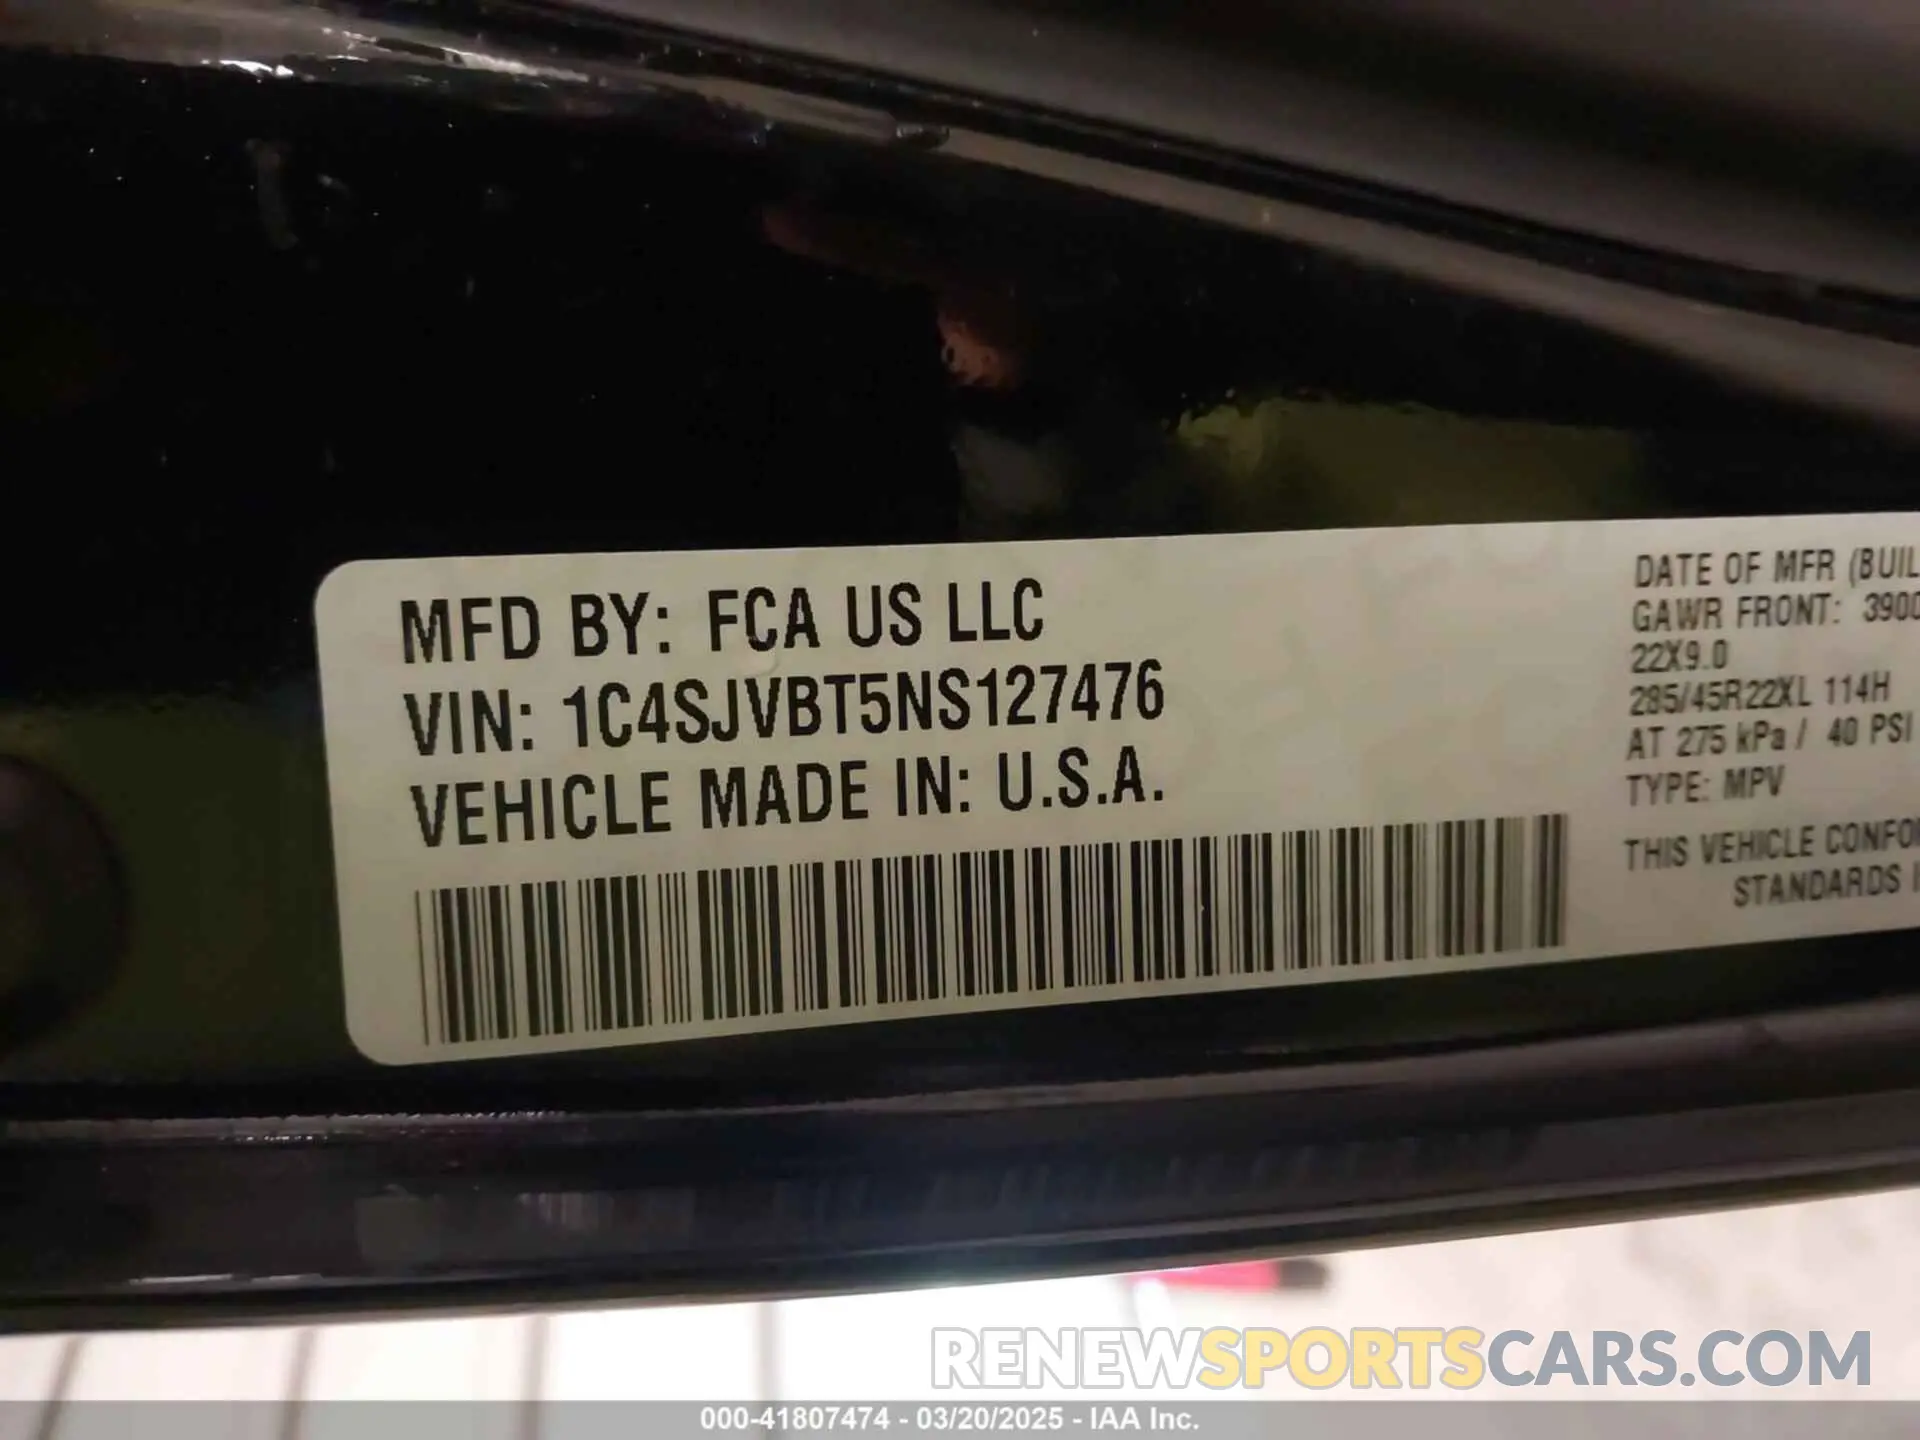 MFD BY: FCA US LLC
VIN: 1C4SJVBT5NS127476
VEHICLE MADE IN: U.S.A.
DATE OF MFR (BUIL
GAWR FRONT: 3900
22X9.0
285/45R22XL 114H
AT 275 kPa / 40 PSI
TYPE: MPV
THIS VEHICLE CONFO
STANDARDS I
RENEWSPORTSCARS.COM
000-41807474 - 03/20/2025 - IAA Inc.